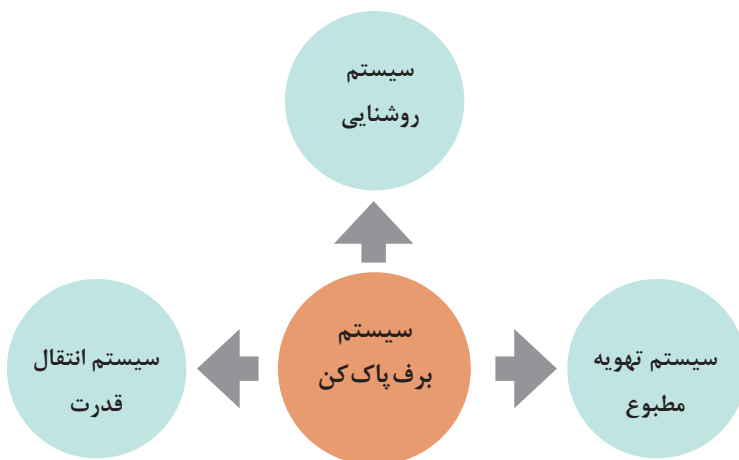 سیستم
روشنایی
سیستم
برف پاک کن
سیستم تهویه
مطبوع
سیستم انتقال
قدرت